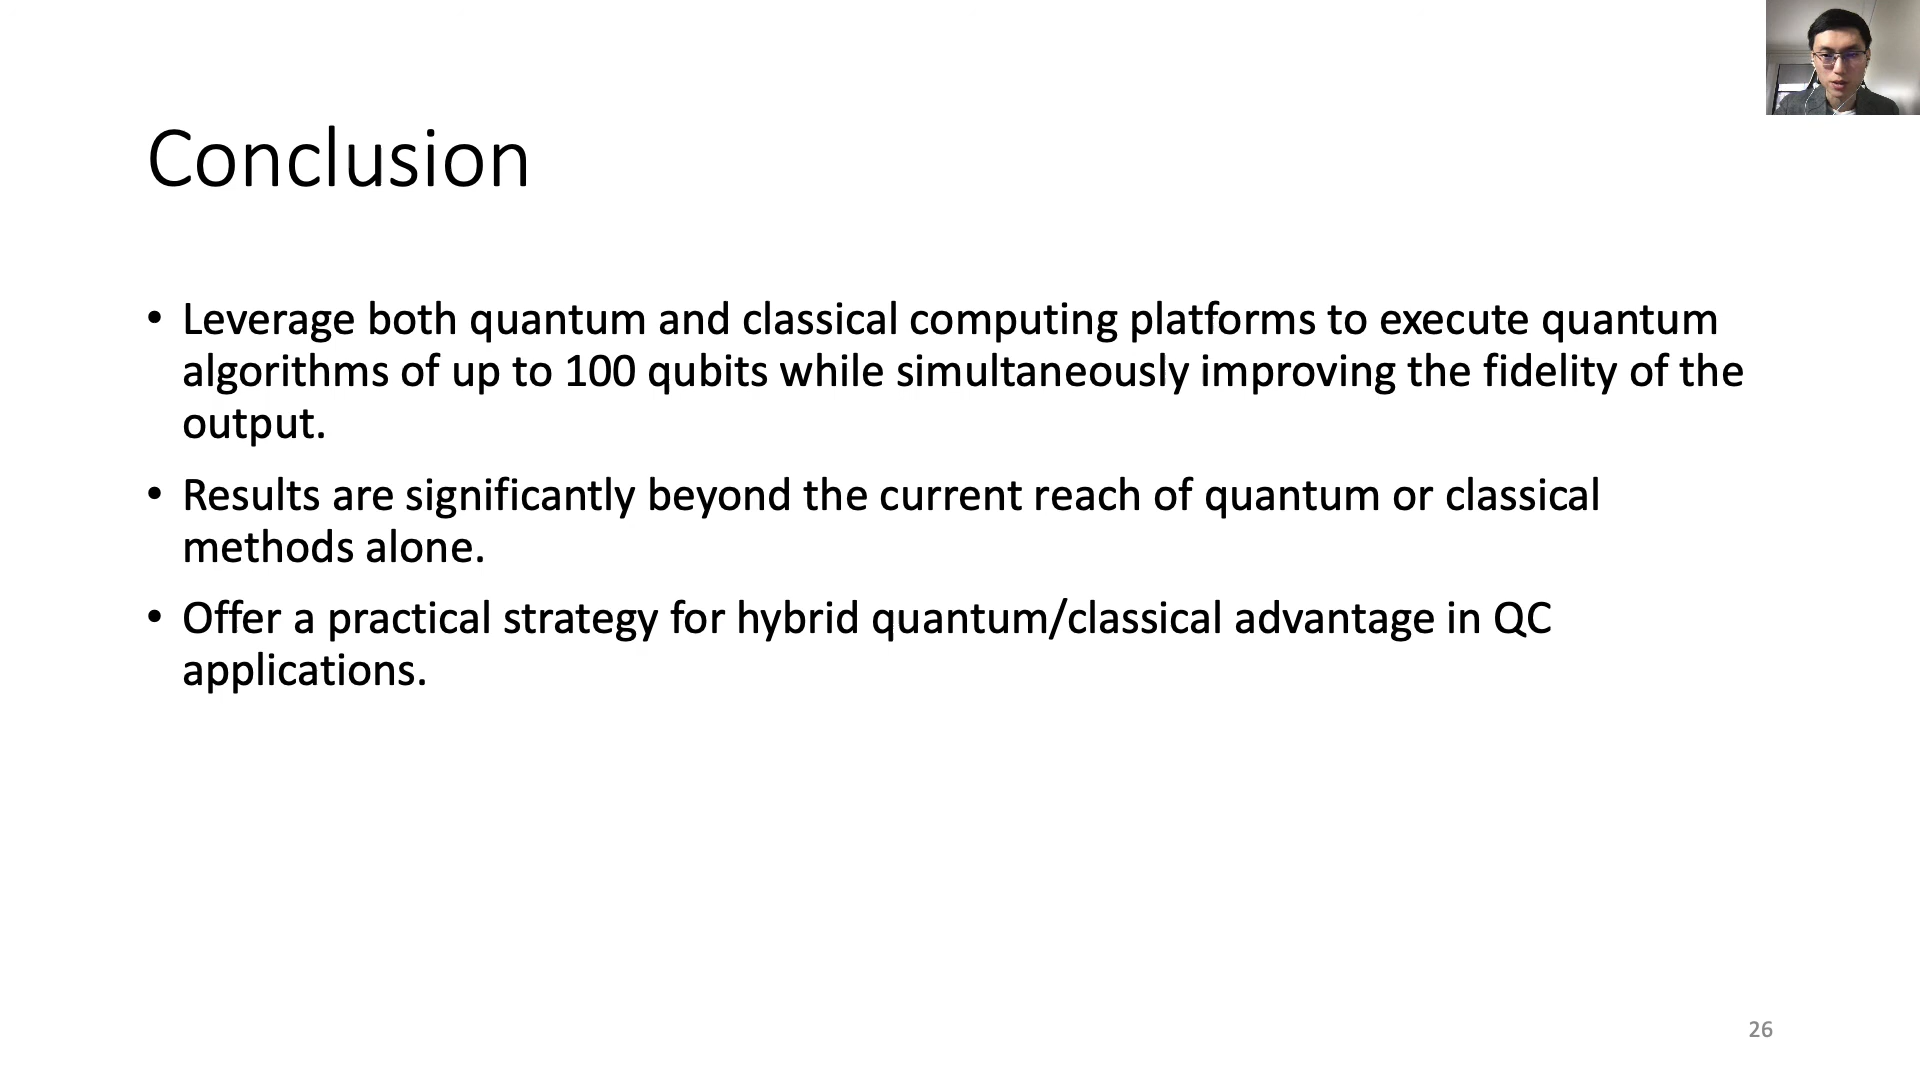 Conclusion
• Leverage both quantum and classical computing platforms to execute quantum
algorithms of up to 100 qubits while simultaneously improving the fidelity of the
output.
• Results are significantly beyond the current reach of quantum or classical
methods alone.
• Offer a practical strategy for hybrid quantum/classical advantage in QC
applications.
26